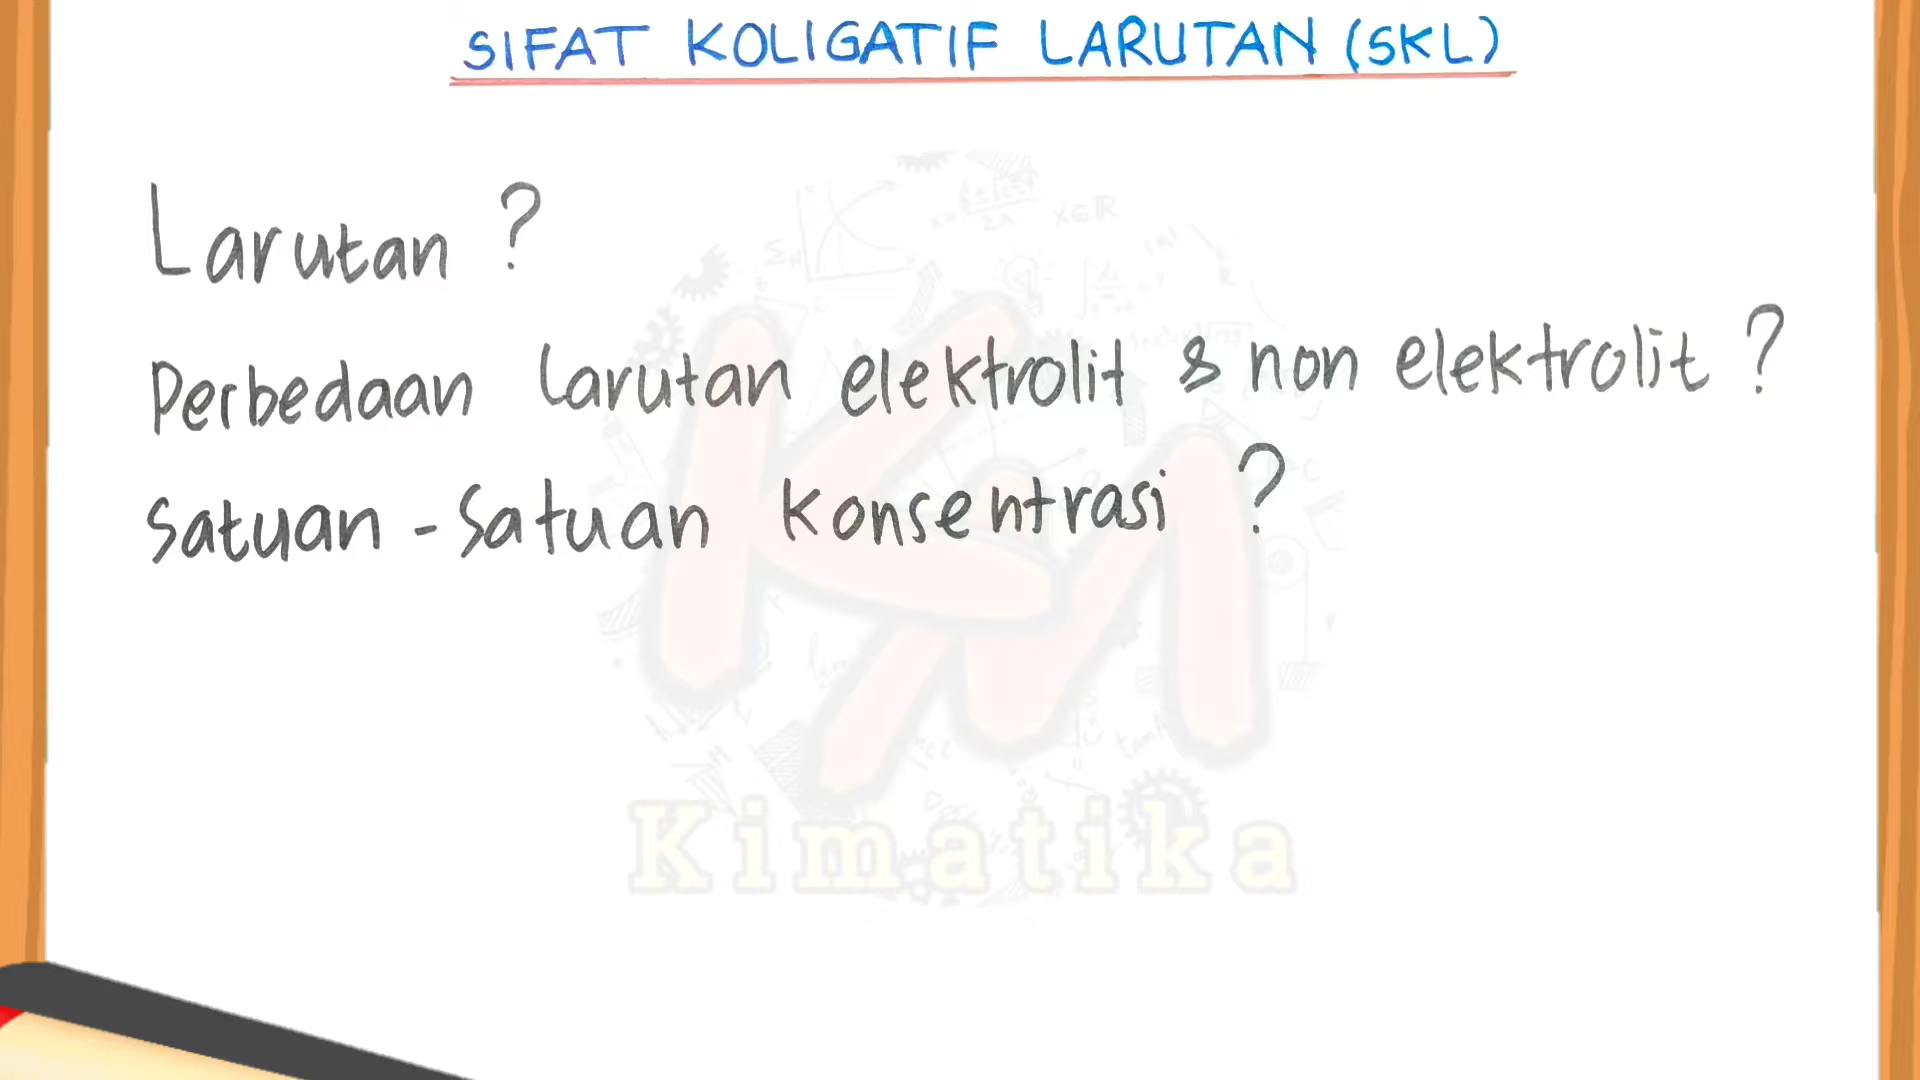 SIFAT KOLIGATIF LARUTAN (SKL)
Larutan ?
Perbedaan larutan elektrolit & non elektrolit ?
Satuan - Satuan Konsentrasi ?
Kimatika